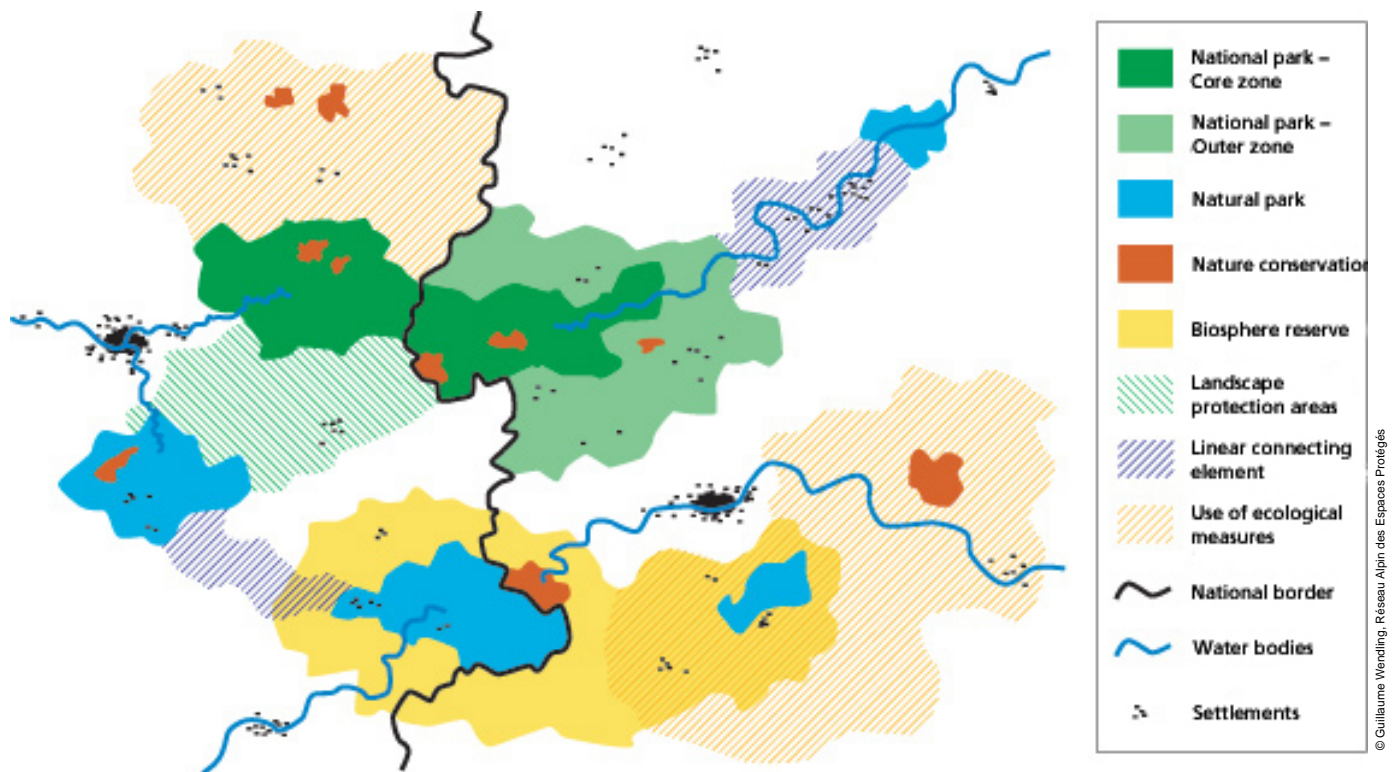 National park –
Core zone
National park –
Outer zone
Natural park
Nature conservation
Biosphere reserve
Landscape
protection areas
Linear connecting
element
Use of ecological
measures
National border
Water bodies
Settlements
© Guillaume Wendling, Réseau Alpin des Espaces Protégés